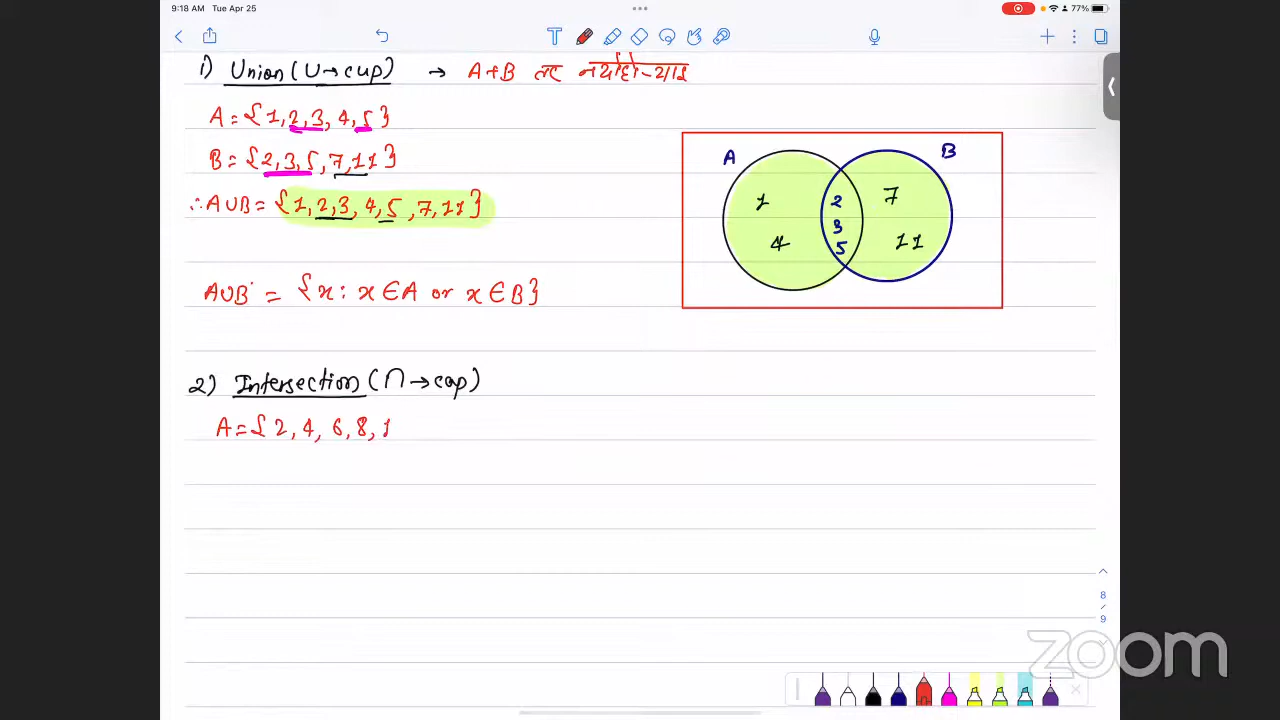 9:18 AM Tue Apr 25
77%
1) Union (U→cup) → A + B
A = {1, 2, 3, 4, 5}
B = {2, 3, 5, 7, 11}
∴ A∪B = {1, 2, 3, 4, 5, 7, 11}
A∪B = {x : x ∈ A or x ∈ B}
A B
1 2 7
3
4 5 11
2) Intersection (∩→cap)
A = { 2, 4, 6, 8, 1
8
/
9
zoom